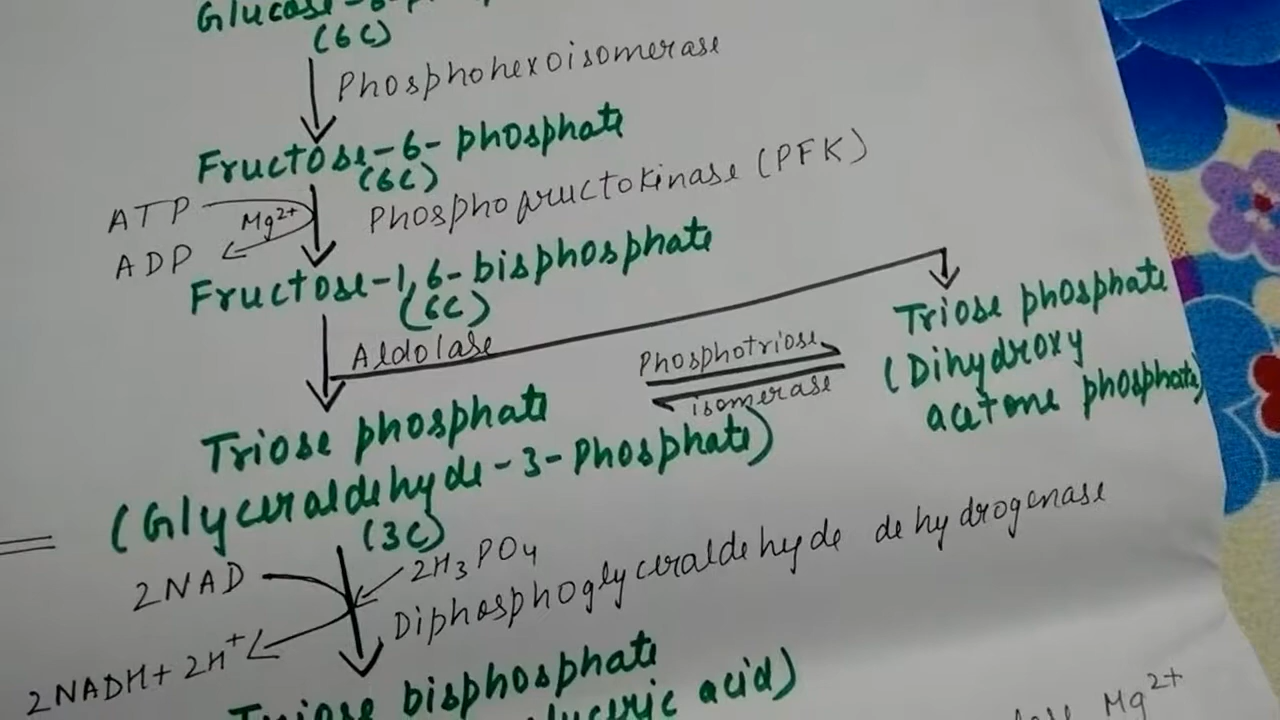 (6C)
Phosphohexoisomerase
Fructose-6-phosphate
(6C)
ATP
Mg2+
ADP
Phosphofructokinase (PFK)
Fructose-1,6-bisphosphate
(6C)
Aldolase
Phosphotriose
isomerase
Triose phosphate
(Dihydroxy
acetone phosphate)
Triose phosphate
(Glyceraldehyde-3-Phosphate)
(3C)
2NAD
2H3PO4
2NADH+2H+
Diphosphoglyceraldehyde dehydrogenase
Triose bisphosphate
acid)
Mg2+